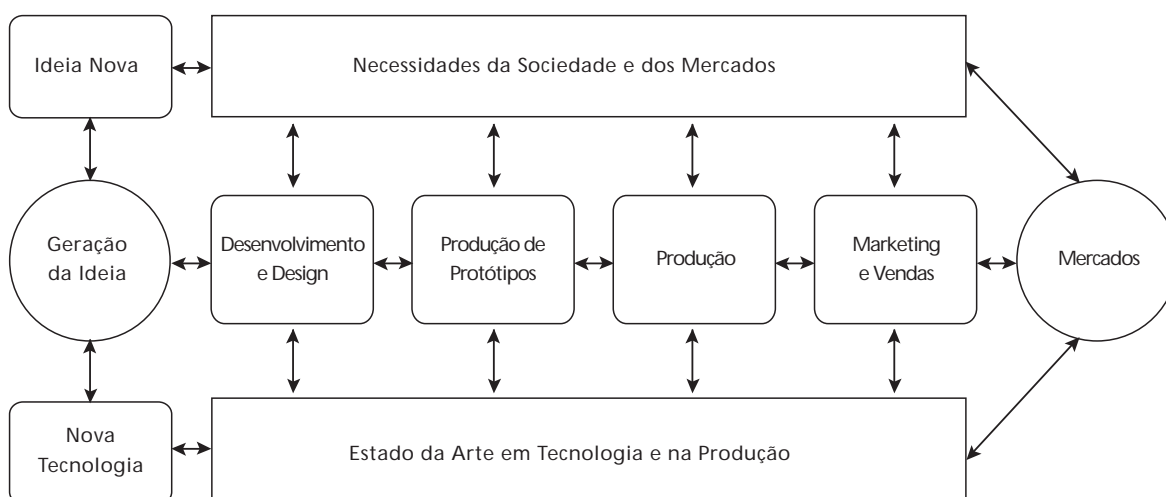 Ideia Nova
Necessidades da Sociedade e dos Mercados
Geração
da Ideia
Desenvolvimento
e Design
Produção de
Protótipos
Produção
Marketing
e Vendas
Mercados
Nova
Tecnologia
Estado da Arte em Tecnologia e na Produção